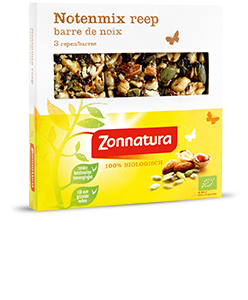 Notenmix reep
barre de noix
3 repen/barres
Zonnatura
100% BIOLOGISCH